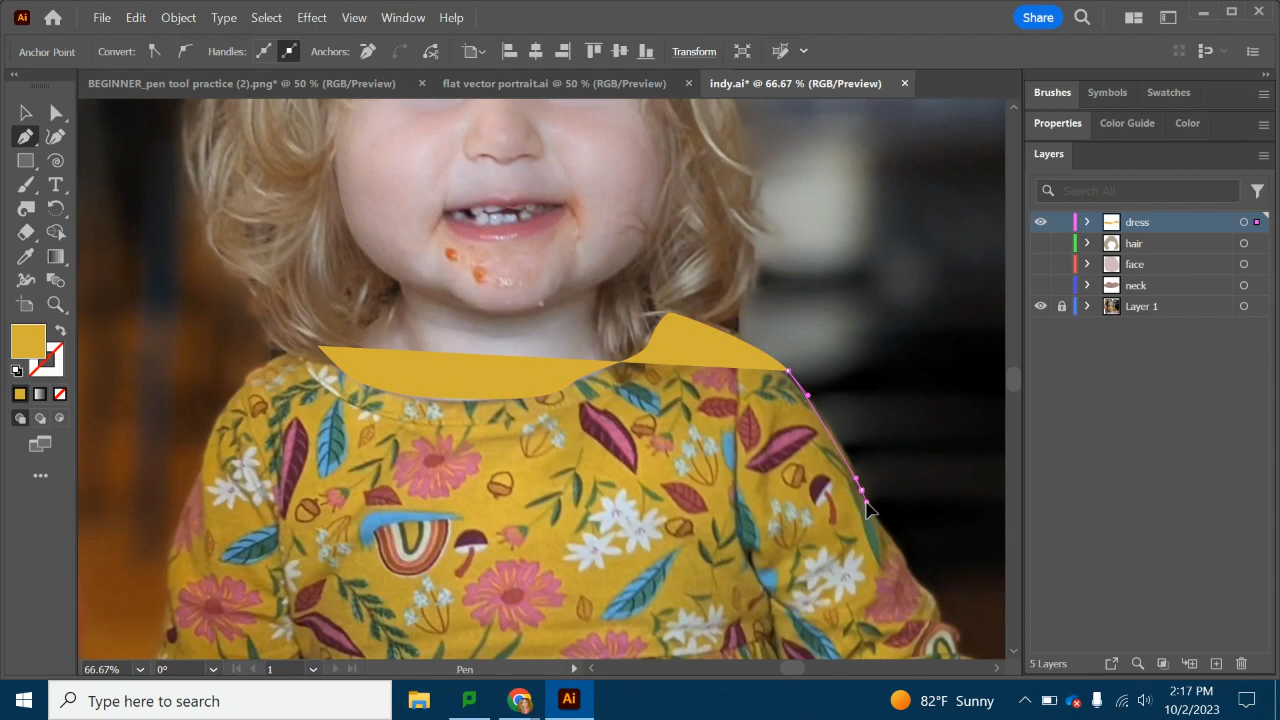 Ai File Edit Object Type Select Effect View Window Help Share
Anchor Point Convert: Handles: Anchors: Transform
BEGINNER_pen tool practice (2).png* @ 50 % (RGB/Preview) × flat vector portrait.ai @ 50 % (RGB/Preview) × indy.ai* @ 66.67 % (RGB/Preview) ×
Brushes Symbols Swatches
Properties Color Guide Color
Layers
Search All
dress
hair
face
neck
Layer 1
66.67% 0° 1 Pen
5 Layers
Type here to search
Ai
82°F Sunny
2:17 PM
10/2/2023